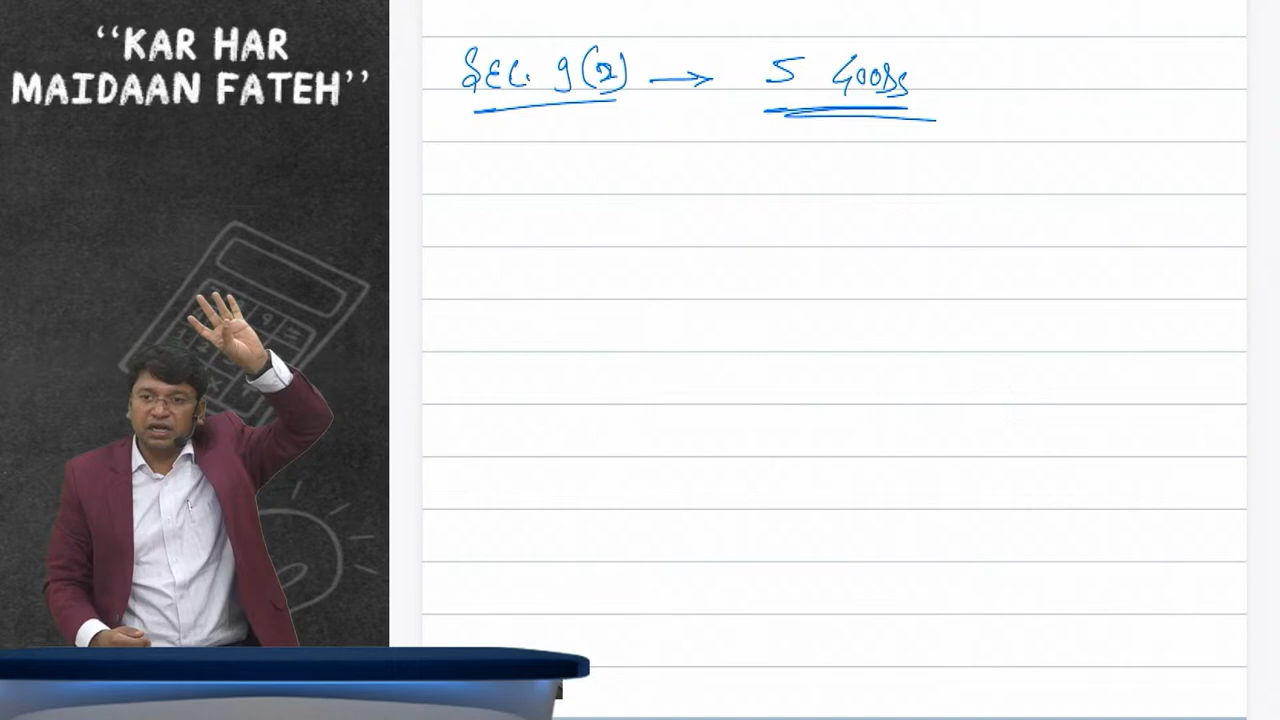 “KAR HAR
MAIDAAN FATEH”
SEC. 9(2) → 5 GOODS